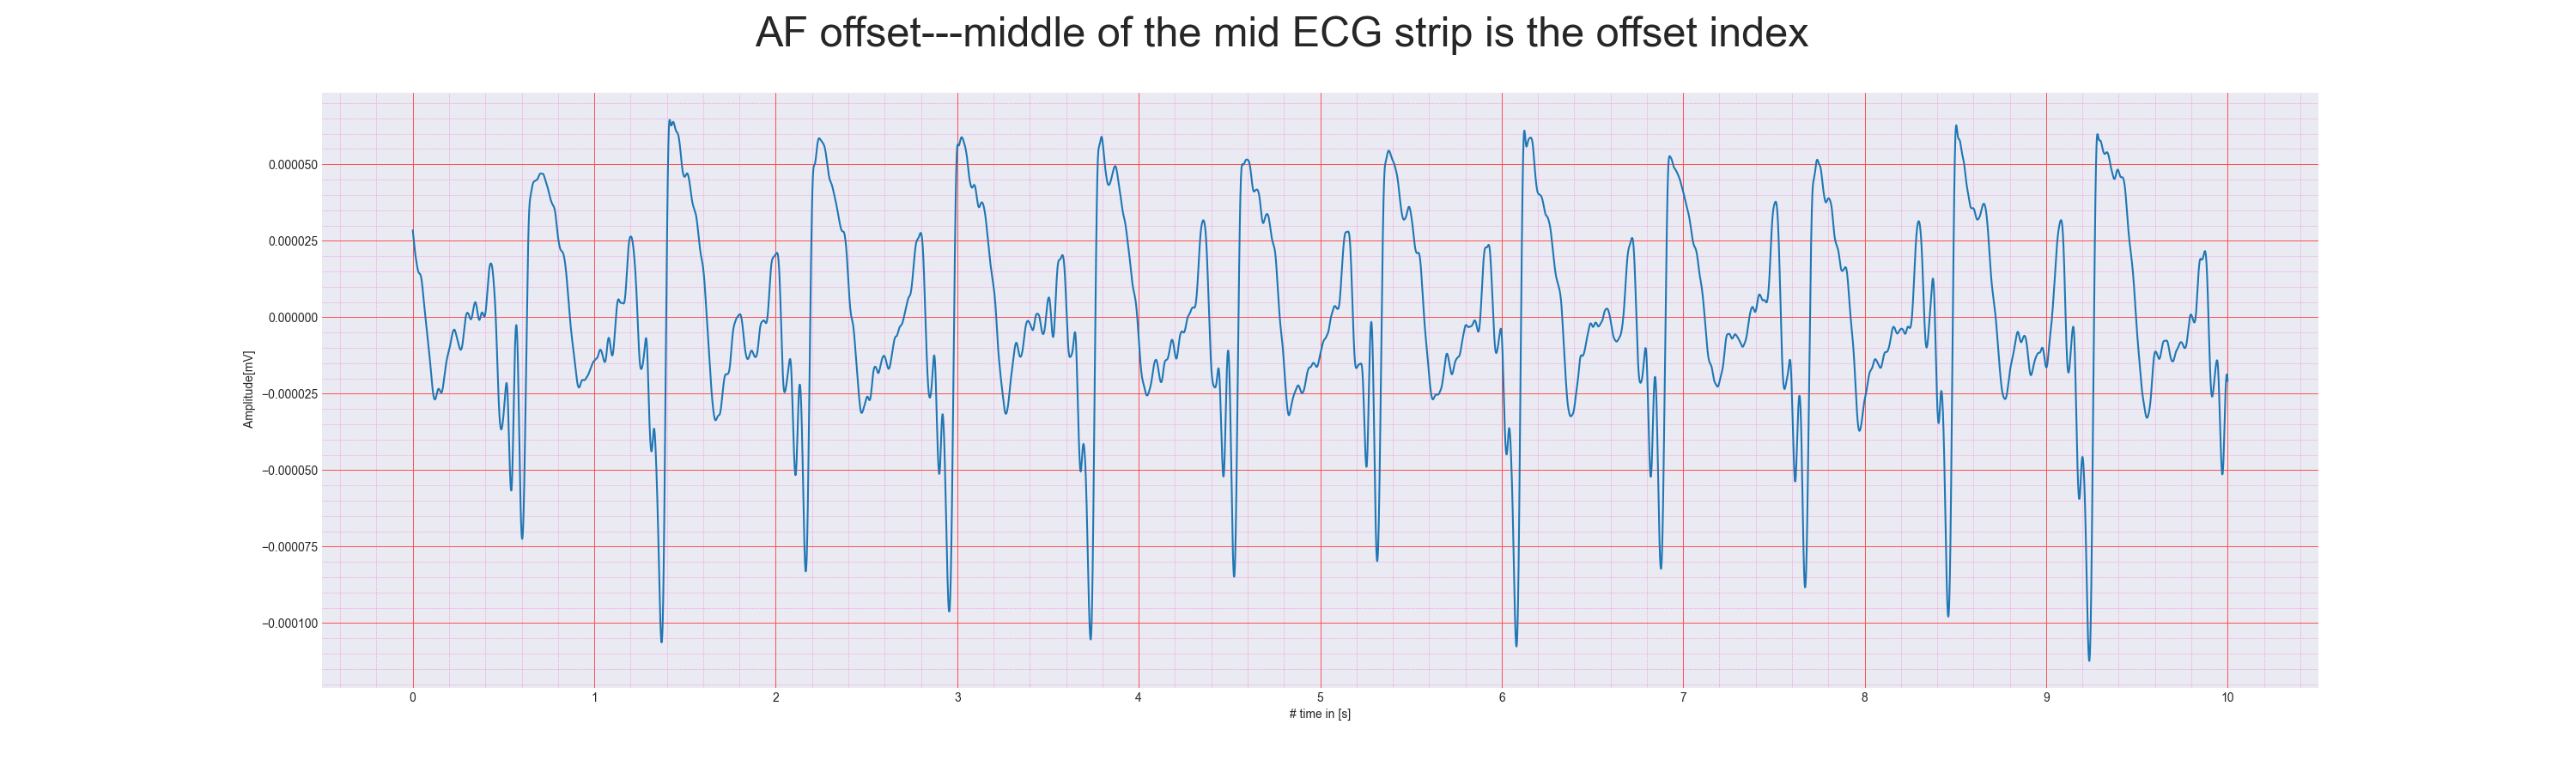 AF offset---middle of the mid ECG strip is the offset index
0.000050
0.000025
0.000000
−0.000025
−0.000050
−0.000075
−0.000100
Amplitude[mV]
0 1 2 3 4 5 6 7 8 9 10
# time in [s]